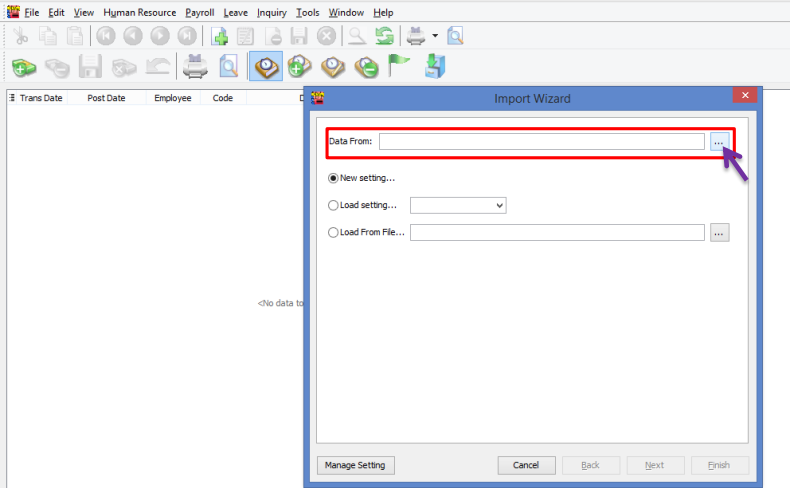 File Edit View Human Resource Payroll Leave Inquiry Tools Window Help
Trans Date Post Date Employee Code
Import Wizard
Data From:
...
New setting...
Load setting...
Load From File...
...
<No data to
Manage Setting Cancel Back Next Finish